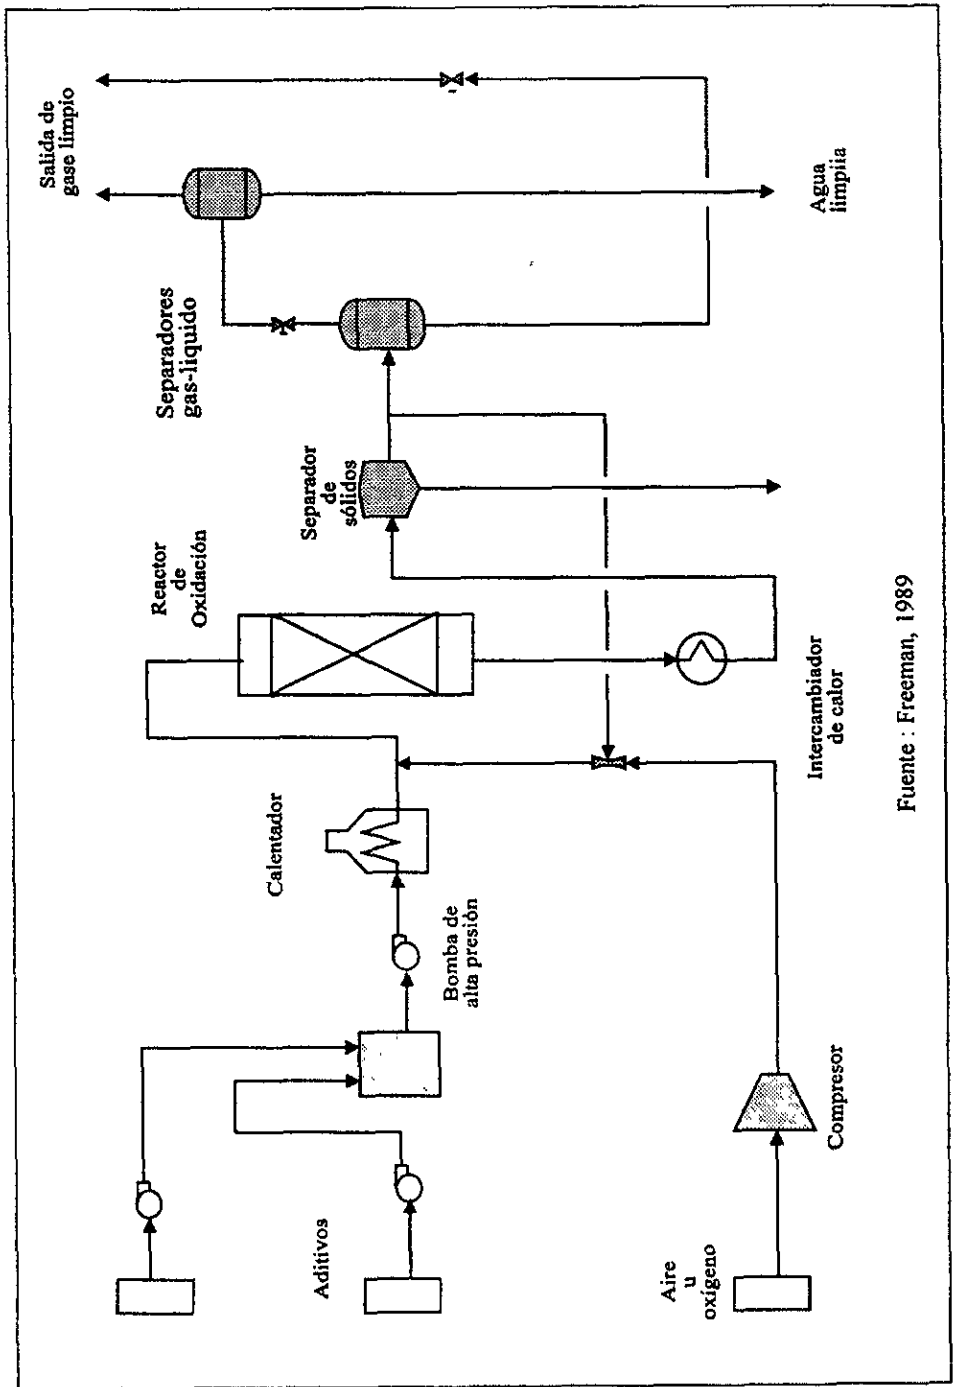 Aditivos
Aire
u
oxígeno
Compresor
Bomba de
alta presión
Calentador
Reactor
de
Oxidación
Intercambiador
de calor
Separador
de
sólidos
Separadores
gas-liquido
Salida de
gase limpio
Agua
limpiia
Fuente : Freeman, 1989